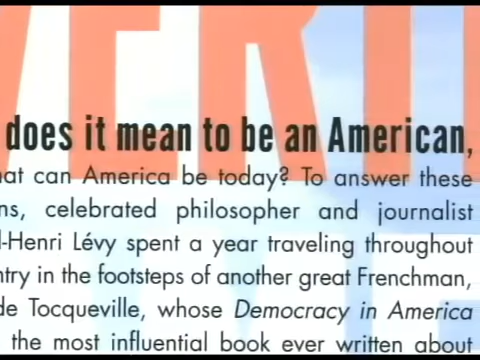 VERTI
does it mean to be an American,
at can America be today? To answer these
ns, celebrated philosopher and journalist
-Henri Lévy spent a year traveling throughout
ntry in the footsteps of another great Frenchman,
de Tocqueville, whose Democracy in America
the most influential book ever written about